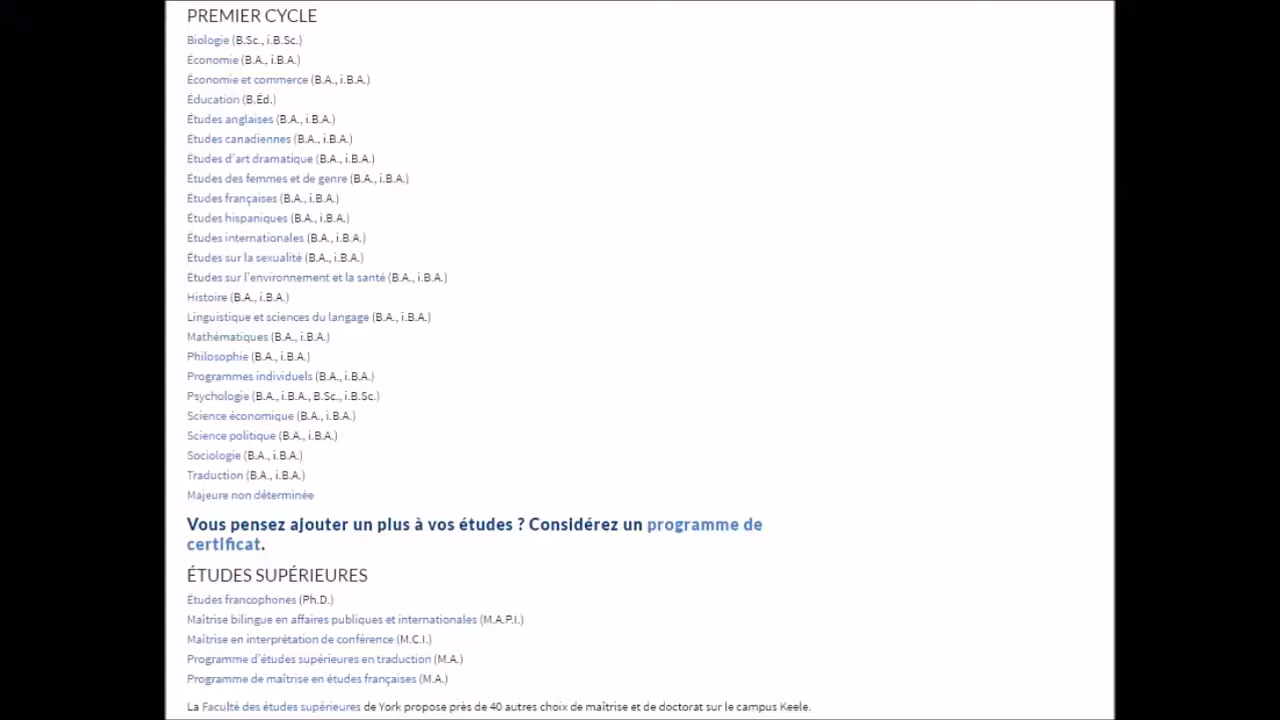 PREMIER CYCLE
Biologie (B.Sc., i.B.Sc.)
Économie (B.A., i.B.A.)
Économie et commerce (B.A., i.B.A.)
Éducation (B.Éd.)
Études anglaises (B.A., i.B.A.)
Études canadiennes (B.A., i.B.A.)
Études d'art dramatique (B.A., i.B.A.)
Études des femmes et de genre (B.A., i.B.A.)
Études françaises (B.A., i.B.A.)
Études hispaniques (B.A., i.B.A.)
Études internationales (B.A., i.B.A.)
Études sur la sexualité (B.A., i.B.A.)
Études sur l'environnement et la santé (B.A., i.B.A.)
Histoire (B.A., i.B.A.)
Linguistique et sciences du langage (B.A., i.B.A.)
Mathématiques (B.A., i.B.A.)
Philosophie (B.A., i.B.A.)
Programmes individuels (B.A., i.B.A.)
Psychologie (B.A., i.B.A., B.Sc., i.B.Sc.)
Science économique (B.A., i.B.A.)
Science politique (B.A., i.B.A.)
Sociologie (B.A., i.B.A.)
Traduction (B.A., i.B.A.)
Majeure non déterminée
Vous pensez ajouter un plus à vos études ? Considérez un programme de
certificat.
ÉTUDES SUPÉRIEURES
Études francophones (Ph.D.)
Maîtrise bilingue en affaires publiques et internationales (M.A.P.I.)
Maîtrise en interprétation de conférence (M.C.I.)
Programme d'études supérieures en traduction (M.A.)
Programme de maîtrise en études françaises (M.A.)
La Faculté des études supérieures de York propose près de 40 autres choix de maîtrise et de doctorat sur le campus Keele.